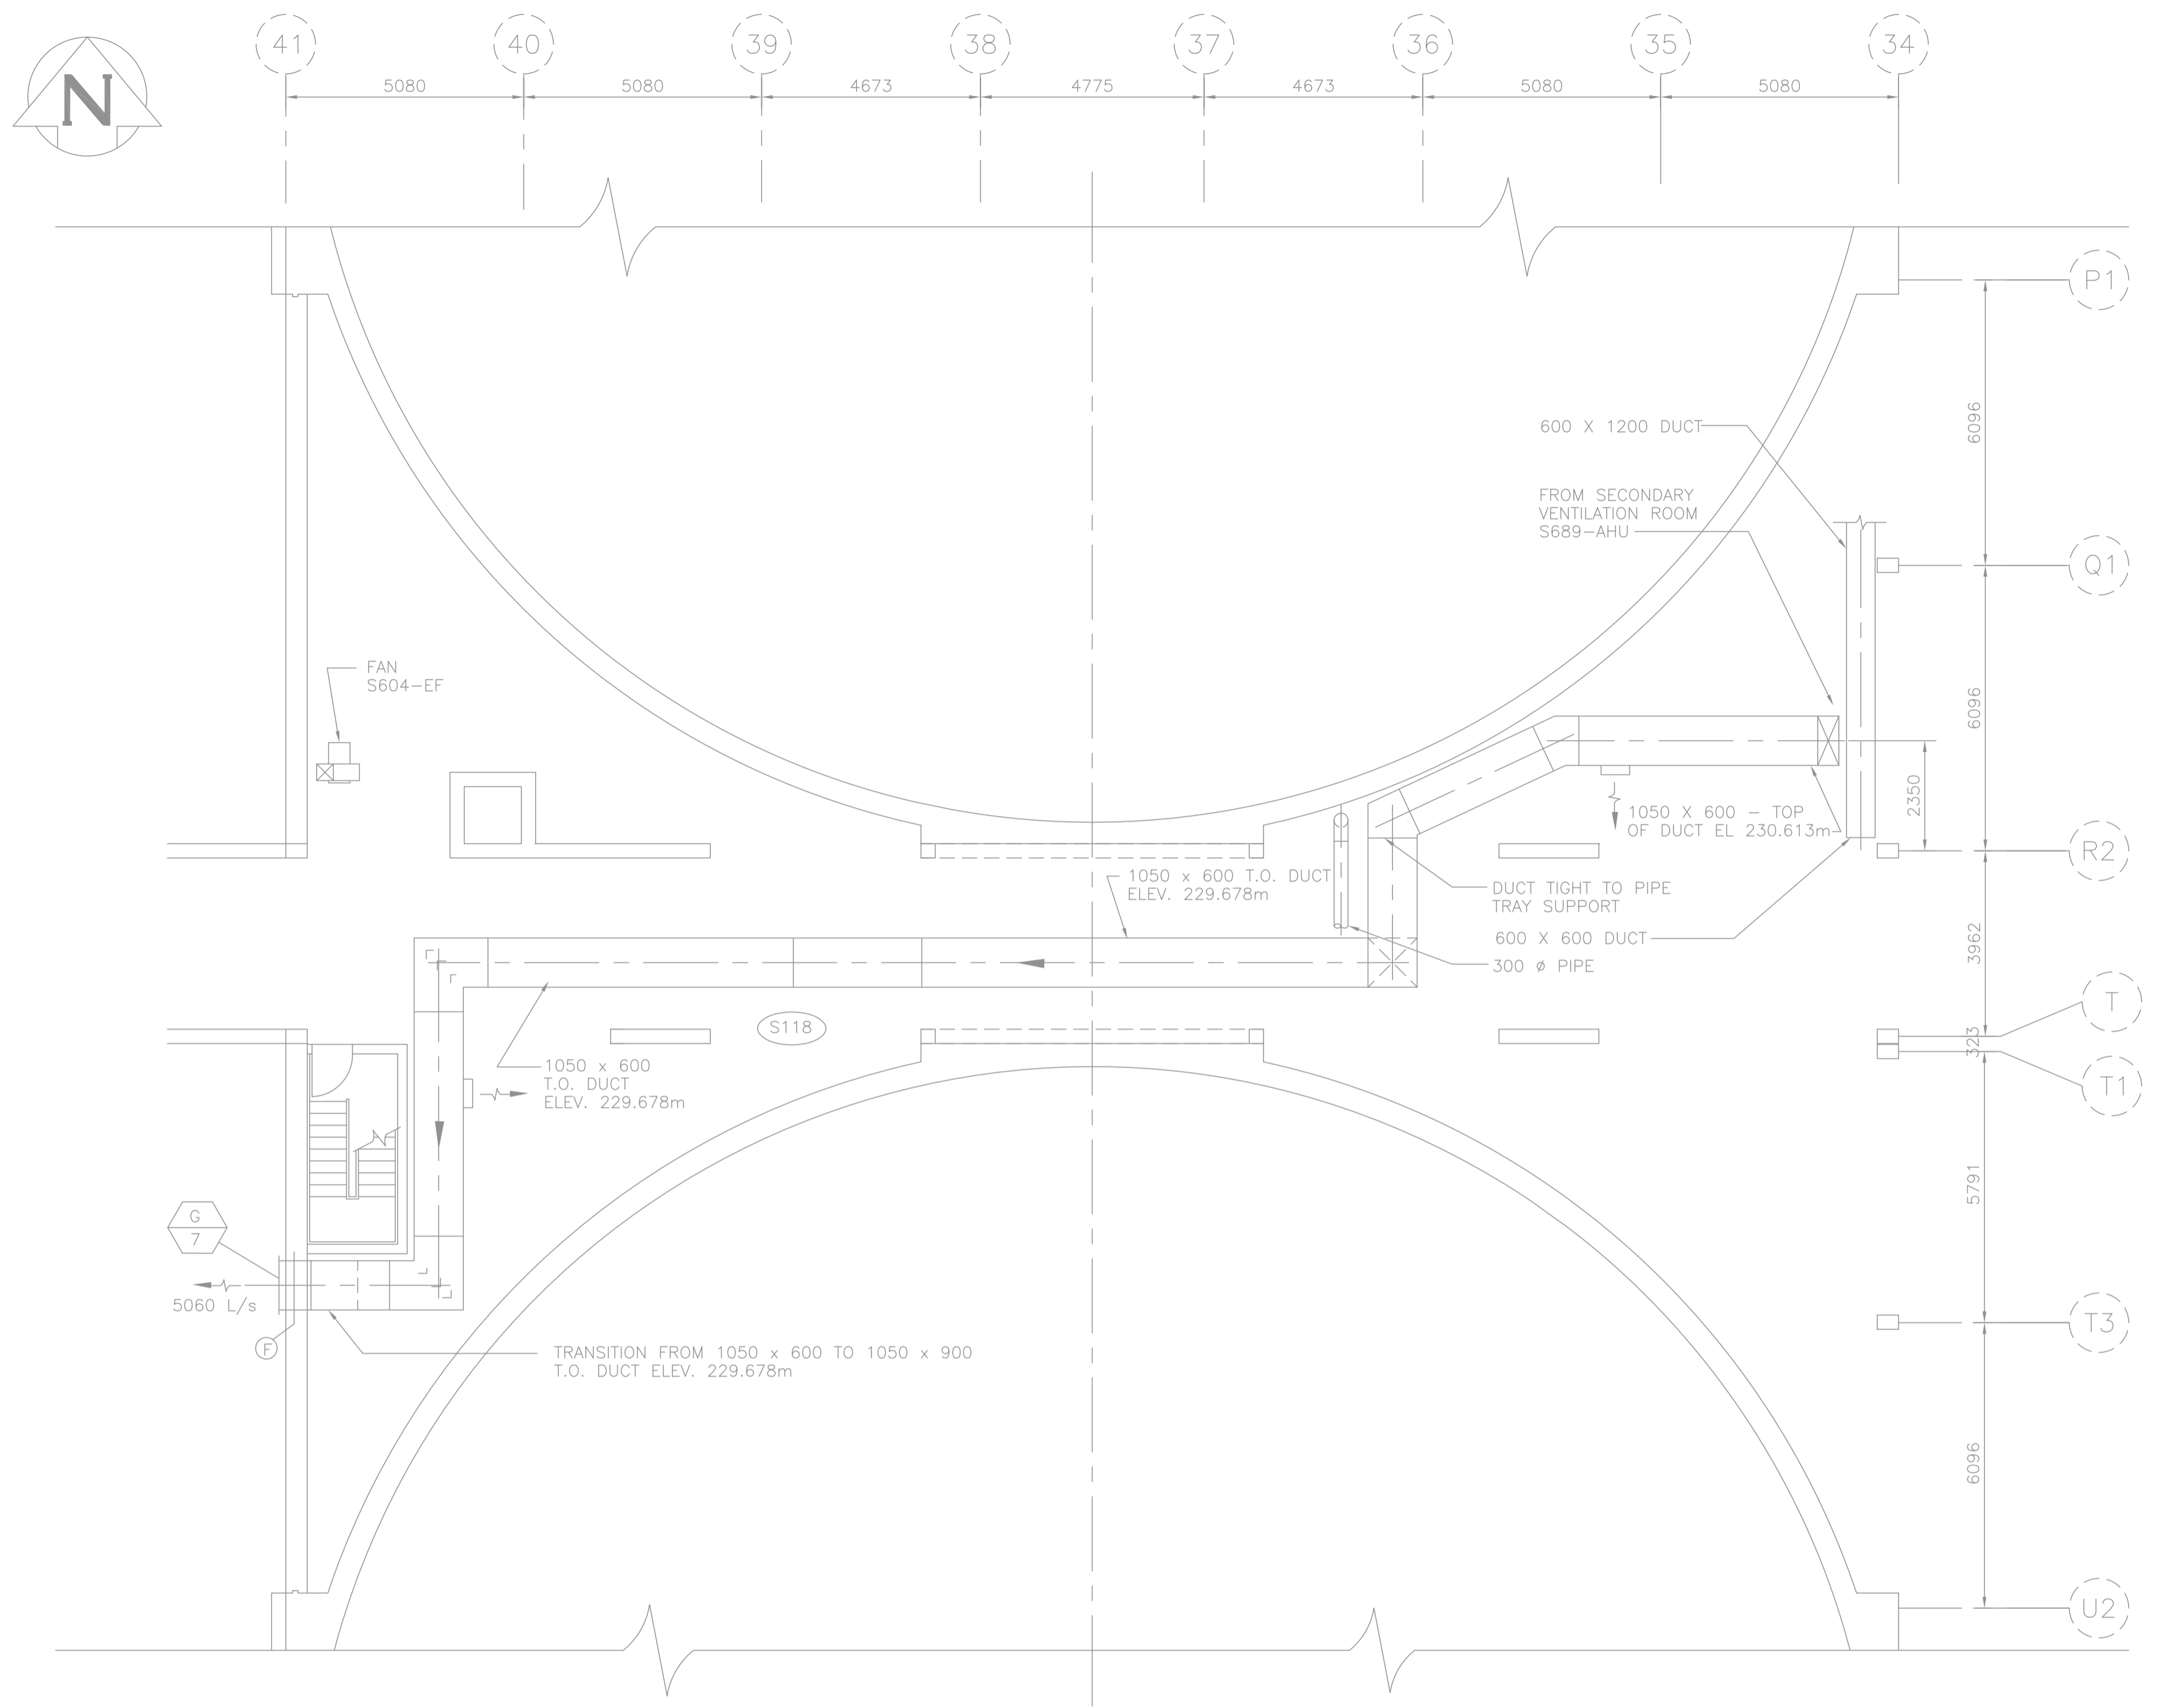 N
41
40
39
38
37
36
35
34
5080
5080
4673
4775
4673
5080
5080
P1
6096
600 X 1200 DUCT
FROM SECONDARY
VENTILATION ROOM
S689-AHU
Q1
FAN
S604-EF
6096
2350
1050 X 600 - TOP
OF DUCT EL 230.613m
R2
1050 x 600 T.O. DUCT
ELEV. 229.678m
DUCT TIGHT TO PIPE
TRAY SUPPORT
600 X 600 DUCT
300 ø PIPE
3962
T
S118
323
1050 x 600
T.O. DUCT
ELEV. 229.678m
T1
5791
G
7
5060 L/s
F
T3
TRANSITION FROM 1050 x 600 TO 1050 x 900
T.O. DUCT ELEV. 229.678m
6096
U2